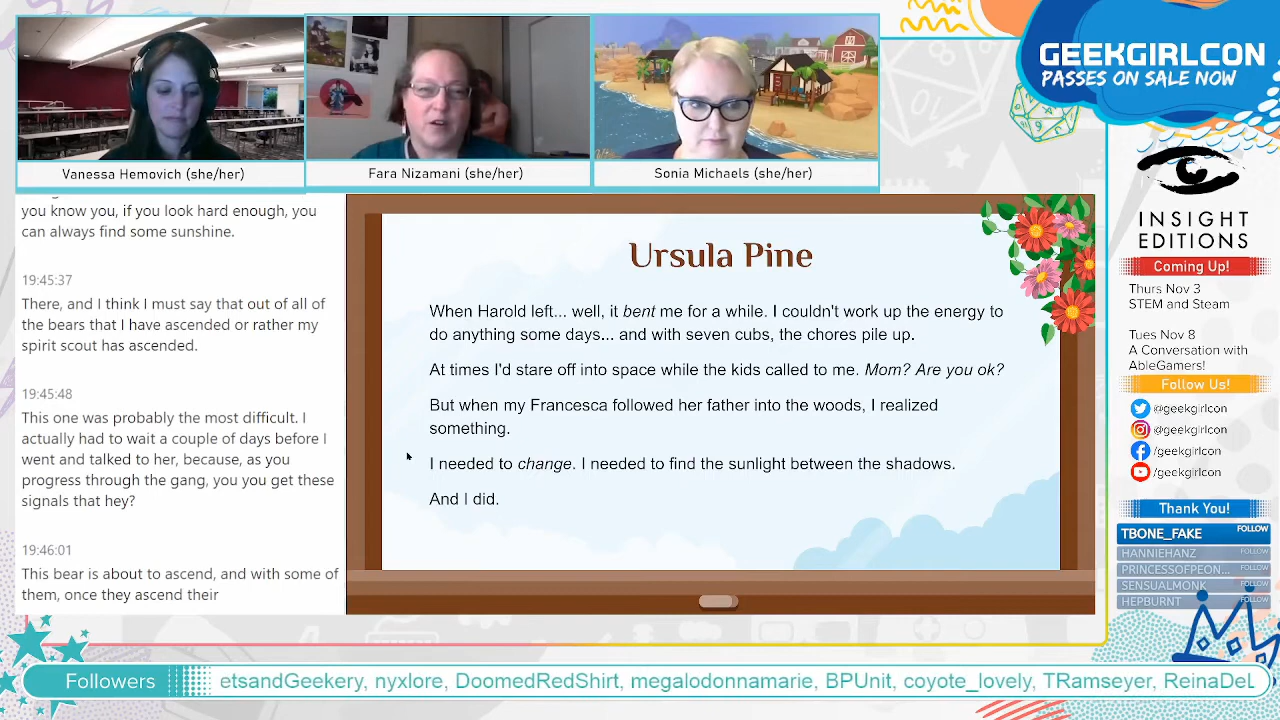 Vanessa Hemovich (she/her)
Fara Nizamani (she/her)
Sonia Michaels (she/her)
GEEKGIRLCON
PASSES ON SALE NOW
you know you, if you look hard enough, you
can always find some sunshine.
19:45:37
There, and I think I must say that out of all of
the bears that I have ascended or rather my
spirit scout has ascended.
19:45:48
This one was probably the most difficult. I
actually had to wait a couple of days before I
went and talked to her, because, as you
progress through the gang, you you get these
signals that hey?
19:46:01
This bear is about to ascend, and with some of
them, once they ascend their
Ursula Pine
When Harold left... well, it bent me for a while. I couldn't work up the energy to
do anything some days... and with seven cubs, the chores pile up.
At times I'd stare off into space while the kids called to me. Mom? Are you ok?
But when my Francesca followed her father into the woods, I realized
something.
I needed to change. I needed to find the sunlight between the shadows.
And I did.
INSIGHT
EDITIONS
Coming Up!
Thurs Nov 3
STEM and Steam
Tues Nov 8
A Conversation with
AbleGamers!
Follow Us!
@geekgirlcon
@geekgirlcon
/geekgirlcon
/geekgirlcon
Thank You!
TBONE_FAKE FOLLOW
HANNIEHANZ FOLLOW
PRINCESSOFPEON... FOLLOW
SENSUALMONK FOLLOW
HEPBURNT FOLLOW
Followers
etsandGeekery, nyxlore, DoomedRedShirt, megalodonnamarie, BPUnit, coyote_lovely, TRamseyer, ReinaDeL